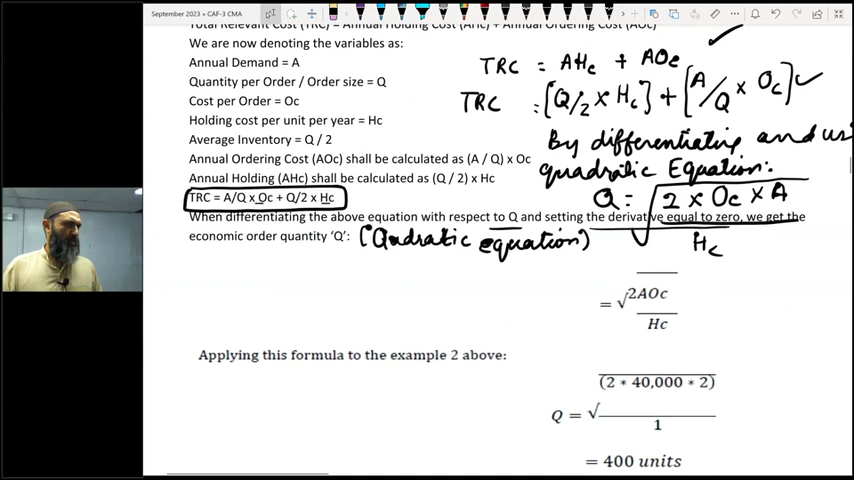 September 2023 » CAF-3 CMA
Total Relevant Cost (TRC) = Annual Holding Cost (AHc) + Annual Ordering Cost (AOc)
We are now denoting the variables as:
Annual Demand = A
Quantity per Order / Order size = Q
Cost per Order = Oc
Holding cost per unit per year = Hc
Average Inventory = Q / 2
Annual Ordering Cost (AOc) shall be calculated as (A / Q) x Oc
Annual Holding (AHc) shall be calculated as (Q / 2) x Hc
TRC = A/Q x Oc + Q/2 x Hc
When differentiating the above equation with respect to Q and setting the derivative equal to zero, we get the
economic order quantity 'Q': (Quadratic equation)
TRC = AHc + AOc
TRC = [Q/2 x Hc] + [A/Q x Oc]
By differentiating and us
quadratic Equation:
Q = √ 2 x Oc x A
Hc
= √ 2AOc
Hc
Applying this formula to the example 2 above:
(2 * 40,000 * 2)
Q = √
1
= 400 units